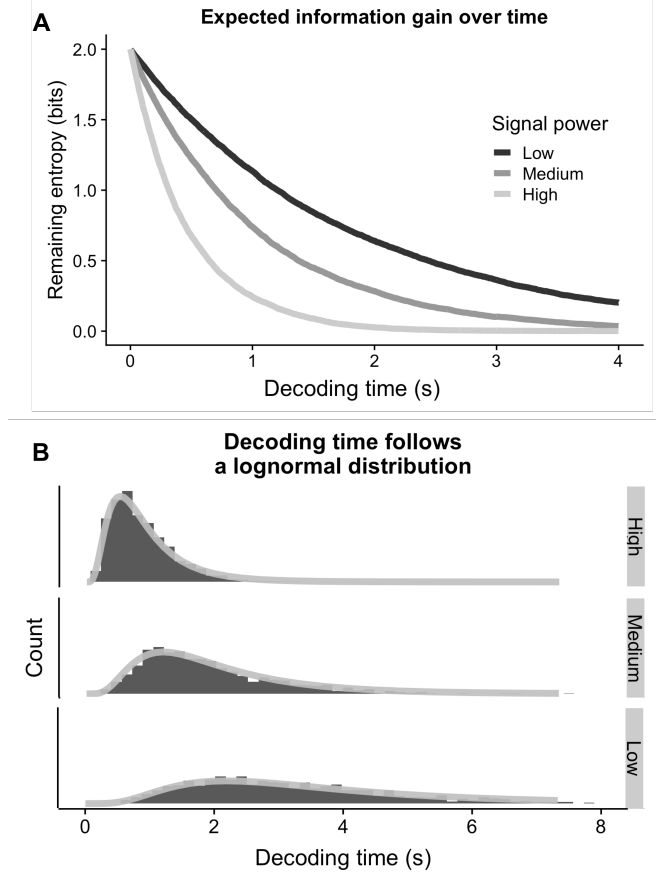 A
Expected information gain over time
2.0
1.5
1.0
0.5
0.0
Remaining entropy (bits)
Signal power
Low
Medium
High
0 1 2 3 4
Decoding time (s)
B
Decoding time follows
a lognormal distribution
Count
High
Medium
Low
0 2 4 6 8
Decoding time (s)